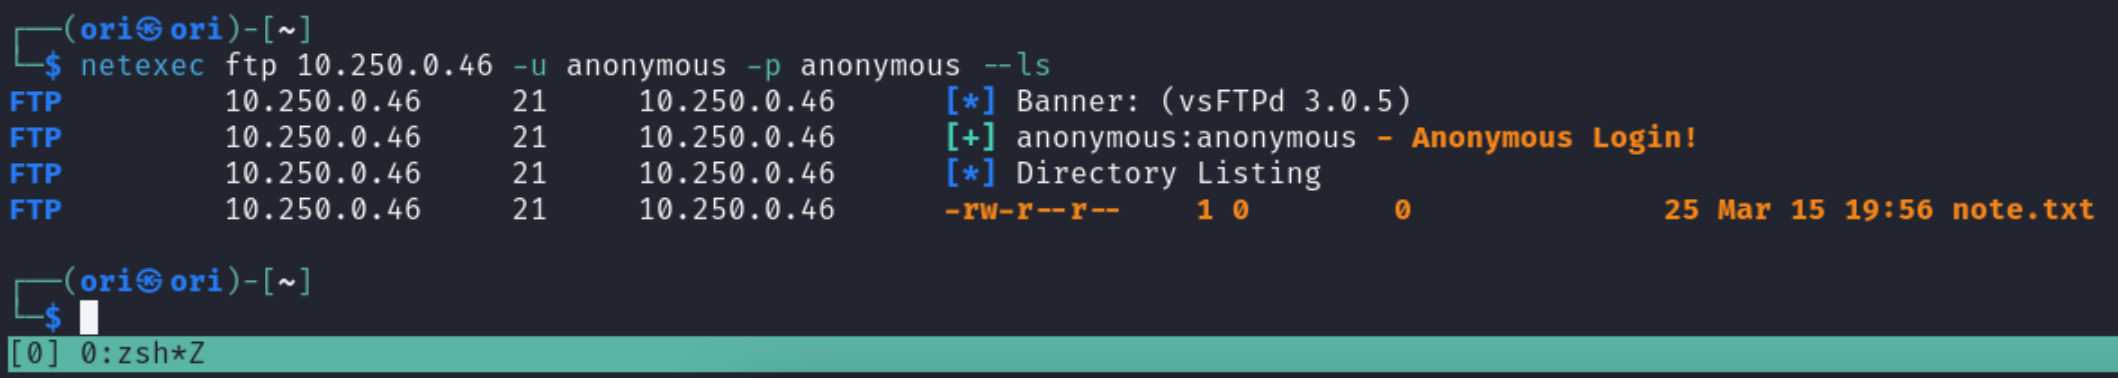 ┌──(ori㉿ori)-[~]
└─$ netexec ftp 10.250.0.46 -u anonymous -p anonymous --ls
FTP         10.250.0.46     21     10.250.0.46      [*] Banner: (vsFTPd 3.0.5)
FTP         10.250.0.46     21     10.250.0.46      [+] anonymous:anonymous - Anonymous Login!
FTP         10.250.0.46     21     10.250.0.46      [*] Directory Listing
FTP         10.250.0.46     21     10.250.0.46      -rw-r--r--    1 0        0              25 Mar 15 19:56 note.txt
┌──(ori㉿ori)-[~]
└─$
[0] 0:zsh*Z